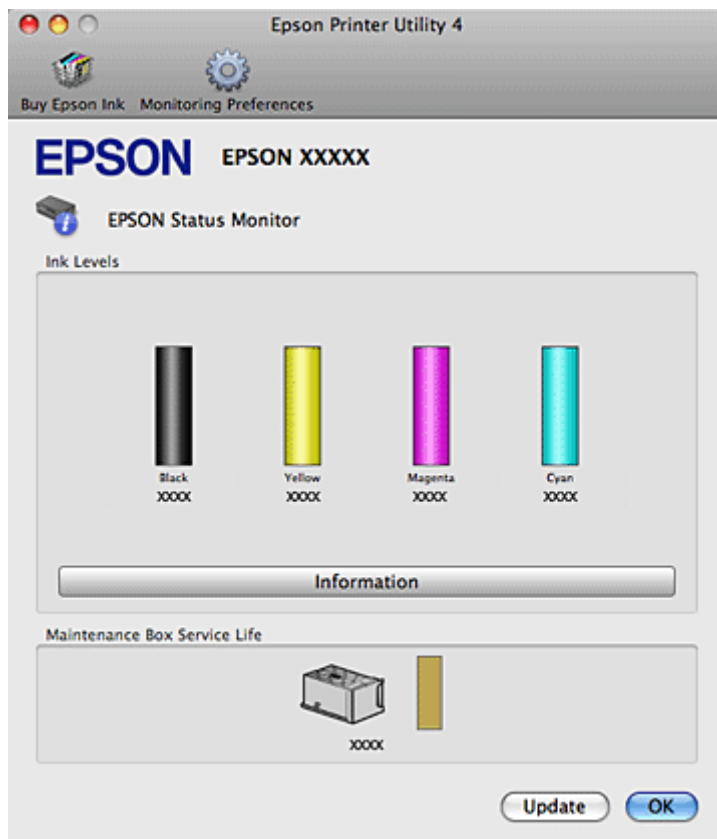 Epson Printer Utility 4
Buy Epson Ink Monitoring Preferences
EPSON EPSON XXXXX
EPSON Status Monitor
Ink Levels
Black Yellow Magenta Cyan
XXXX XXXX XXXX XXXX
Information
Maintenance Box Service Life
XXXX
Update OK